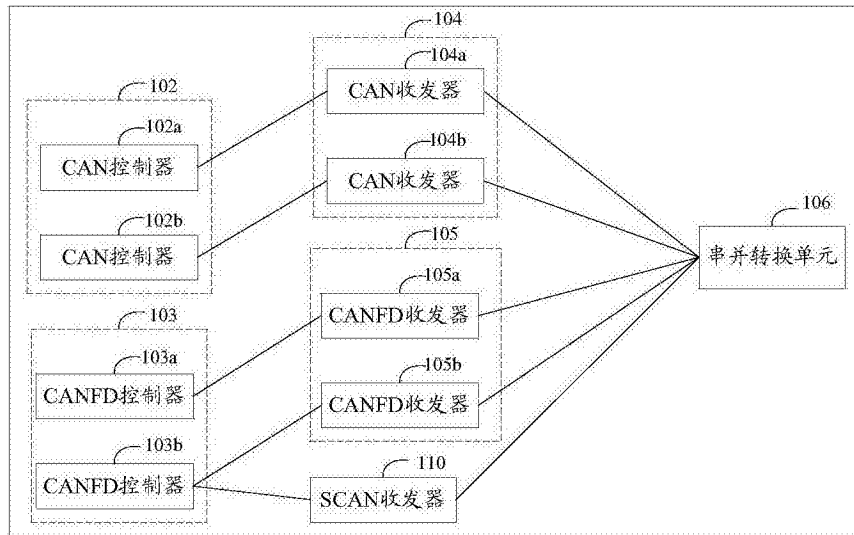 104
104a
CAN收发器
104b
CAN收发器
102
102a
CAN控制器
102b
CAN控制器
106
串并转换单元
105
105a
CANFD收发器
105b
CANFD收发器
103
103a
CANFD控制器
103b
CANFD控制器
110
SCAN收发器